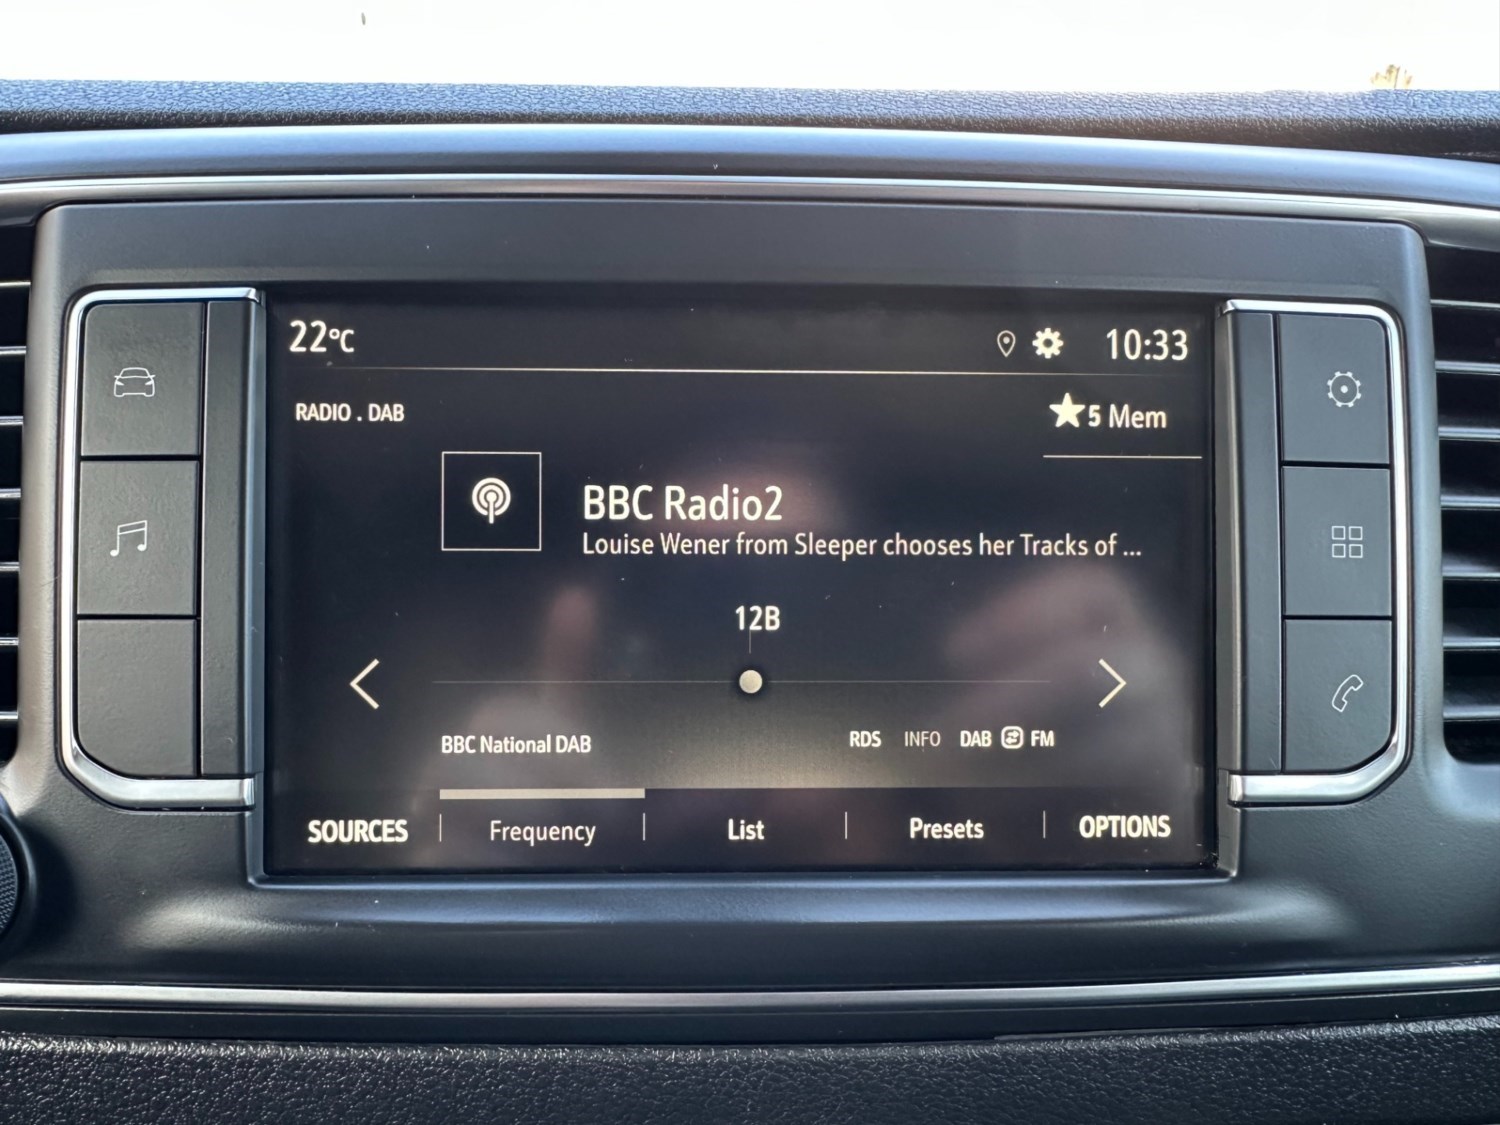 22°C 10:33
RADIO . DAB ★5 Mem
BBC Radio2
Louise Wener from Sleeper chooses her Tracks of ...
12B
BBC National DAB RDS INFO DAB FM
SOURCES Frequency List Presets OPTIONS